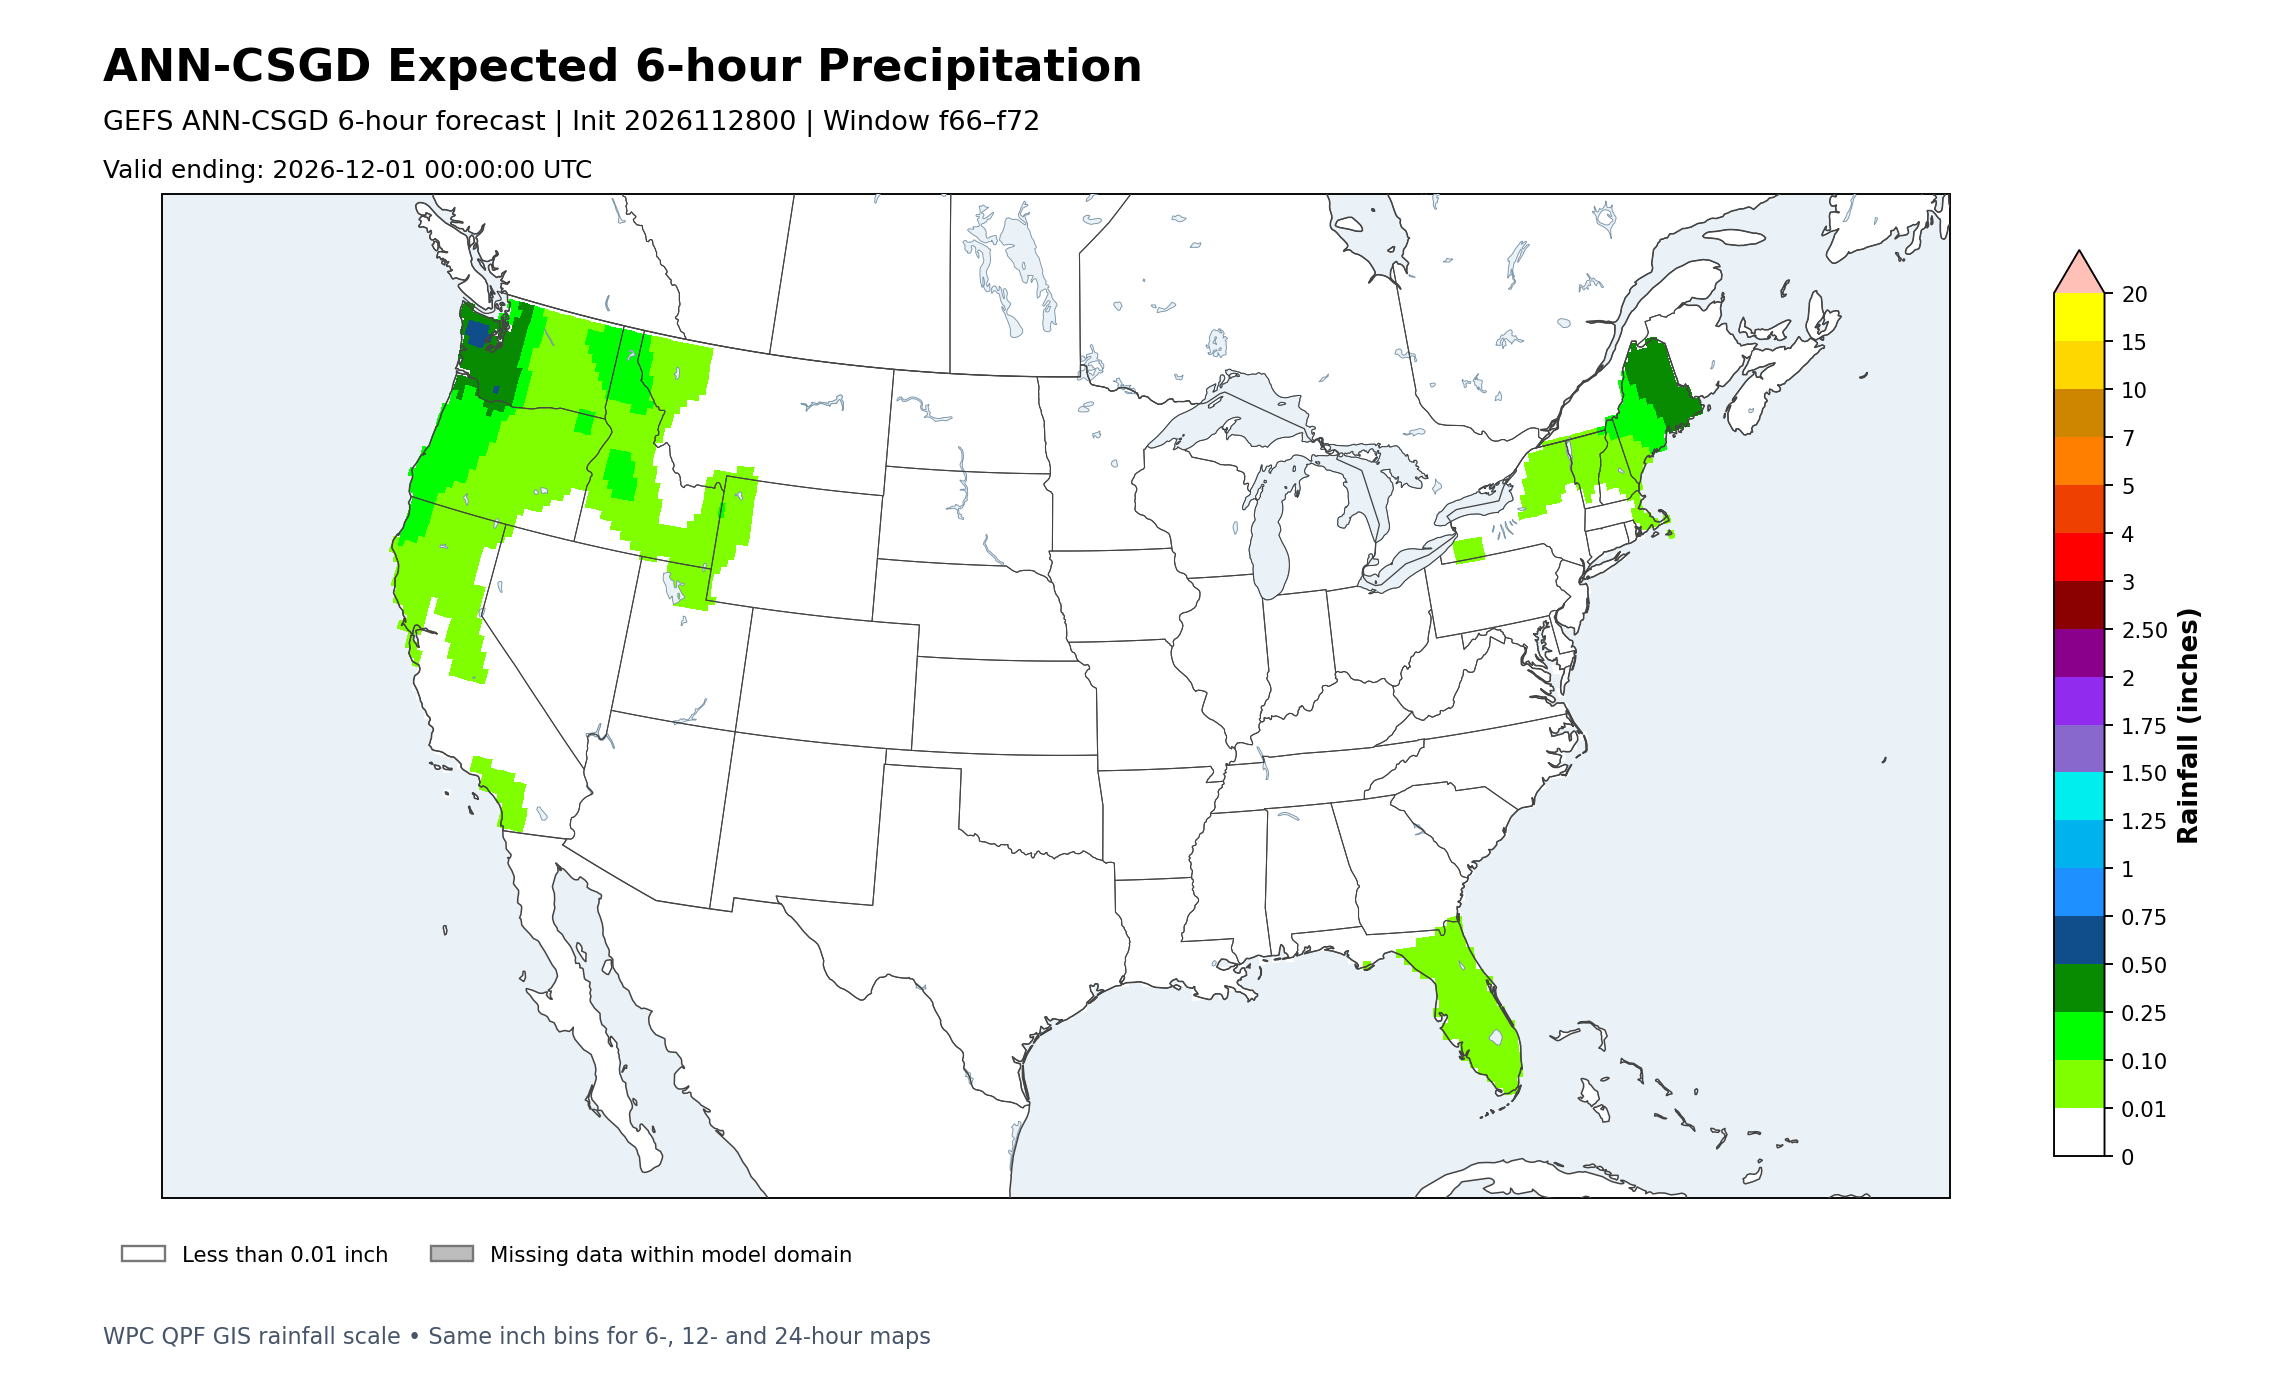 ANN-CSGD Expected 6-hour Precipitation
GEFS ANN-CSGD 6-hour forecast | Init 2026112800 | Window f66–f72
Valid ending: 2026-12-01 00:00:00 UTC
20
15
10
7
5
4
3
2.50
2
1.75
1.50
1.25
1
0.75
0.50
0.25
0.10
0.01
0
Rainfall (inches)
Less than 0.01 inch
Missing data within model domain
WPC QPF GIS rainfall scale • Same inch bins for 6-, 12- and 24-hour maps